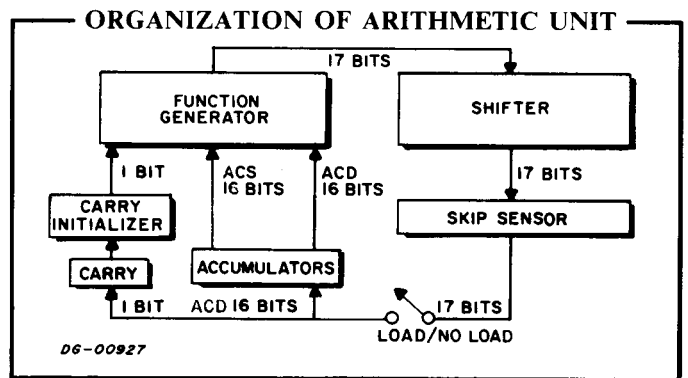 ORGANIZATION OF ARITHMETIC UNIT
17 BITS
FUNCTION
GENERATOR
SHIFTER
1 BIT
ACS
16 BITS
ACD
16 BITS
17 BITS
CARRY
INITIALIZER
SKIP SENSOR
CARRY
ACCUMULATORS
1 BIT
ACD 16 BITS
17 BITS
LOAD/NO LOAD
DG-00927